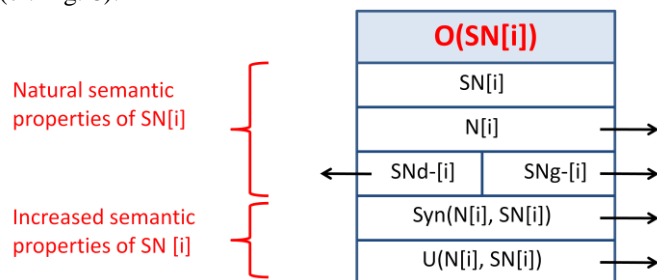 O(SN[i])
SN[i]
Natural semantic
properties of SN[i]
N[i]
SNd-[i] SNg-[i]
Increased semantic
properties of SN [i]
Syn(N[i], SN[i])
U(N[i], SN[i])